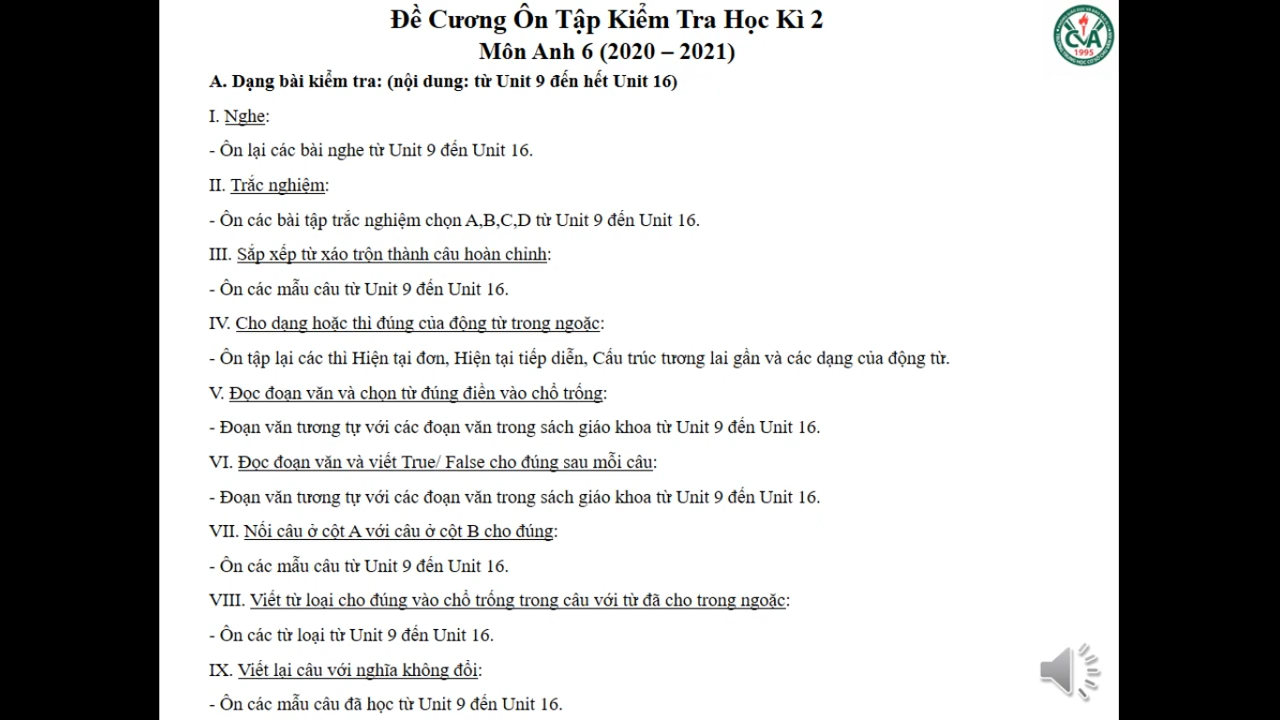 Đề Cương Ôn Tập Kiểm Tra Học Kì 2
Môn Anh 6 (2020 – 2021)
CVA
1995
A. Dạng bài kiểm tra: (nội dung: từ Unit 9 đến hết Unit 16)
I. Nghe:
- Ôn lại các bài nghe từ Unit 9 đến Unit 16.
II. Trắc nghiệm:
- Ôn các bài tập trắc nghiệm chọn A,B,C,D từ Unit 9 đến Unit 16.
III. Sắp xếp từ xáo trộn thành câu hoàn chỉnh:
- Ôn các mẫu câu từ Unit 9 đến Unit 16.
IV. Cho dạng hoặc thì đúng của động từ trong ngoặc:
- Ôn tập lại các thì Hiện tại đơn, Hiện tại tiếp diễn, Cấu trúc tương lai gần và các dạng của động từ.
V. Đọc đoạn văn và chọn từ đúng điền vào chổ trống:
- Đoạn văn tương tự với các đoạn văn trong sách giáo khoa từ Unit 9 đến Unit 16.
VI. Đọc đoạn văn và viết True/ False cho đúng sau mỗi câu:
- Đoạn văn tương tự với các đoạn văn trong sách giáo khoa từ Unit 9 đến Unit 16.
VII. Nối câu ở cột A với câu ở cột B cho đúng:
- Ôn các mẫu câu từ Unit 9 đến Unit 16.
VIII. Viết từ loại cho đúng vào chổ trống trong câu với từ đã cho trong ngoặc:
- Ôn các từ loại từ Unit 9 đến Unit 16.
IX. Viết lại câu với nghĩa không đổi:
- Ôn các mẫu câu đã học từ Unit 9 đến Unit 16.